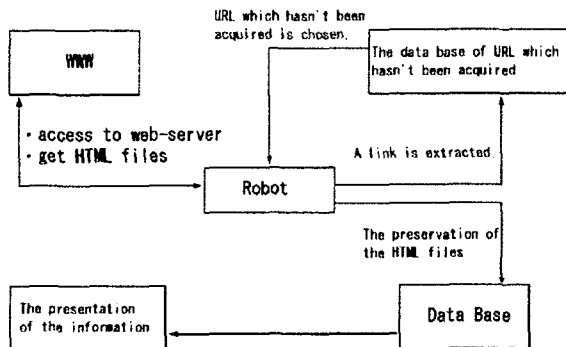 URL which hasn't been
acquired is chosen.
WWW
The data base of URL which
hasn't been acquired
・access to web-server
・get HTML files
A link is extracted
Robot
The preservation of
the HTML files
The presentation
of the information
Data Base